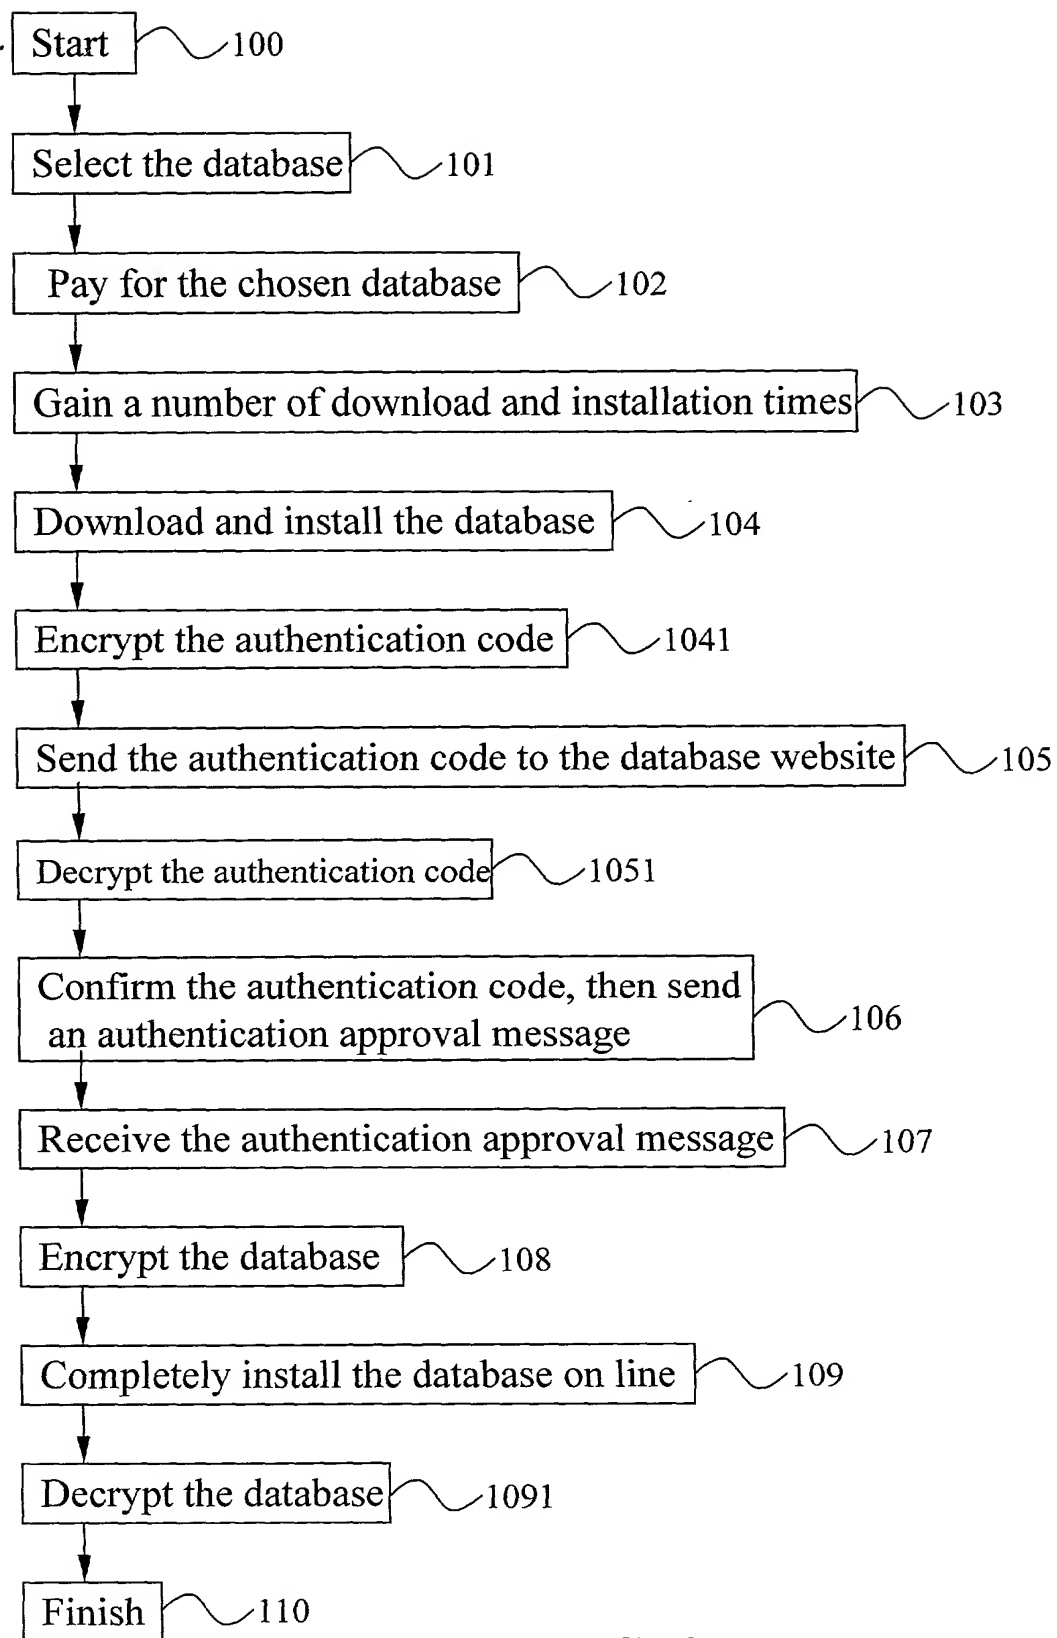 Start 100
Select the database 101
Pay for the chosen database 102
Gain a number of download and installation times 103
Download and install the database 104
Encrypt the authentication code 1041
Send the authentication code to the database website 105
Decrypt the authentication code 1051
Confirm the authentication code, then send
an authentication approval message 106
Receive the authentication approval message 107
Encrypt the database 108
Completely install the database on line 109
Decrypt the database 1091
Finish 110